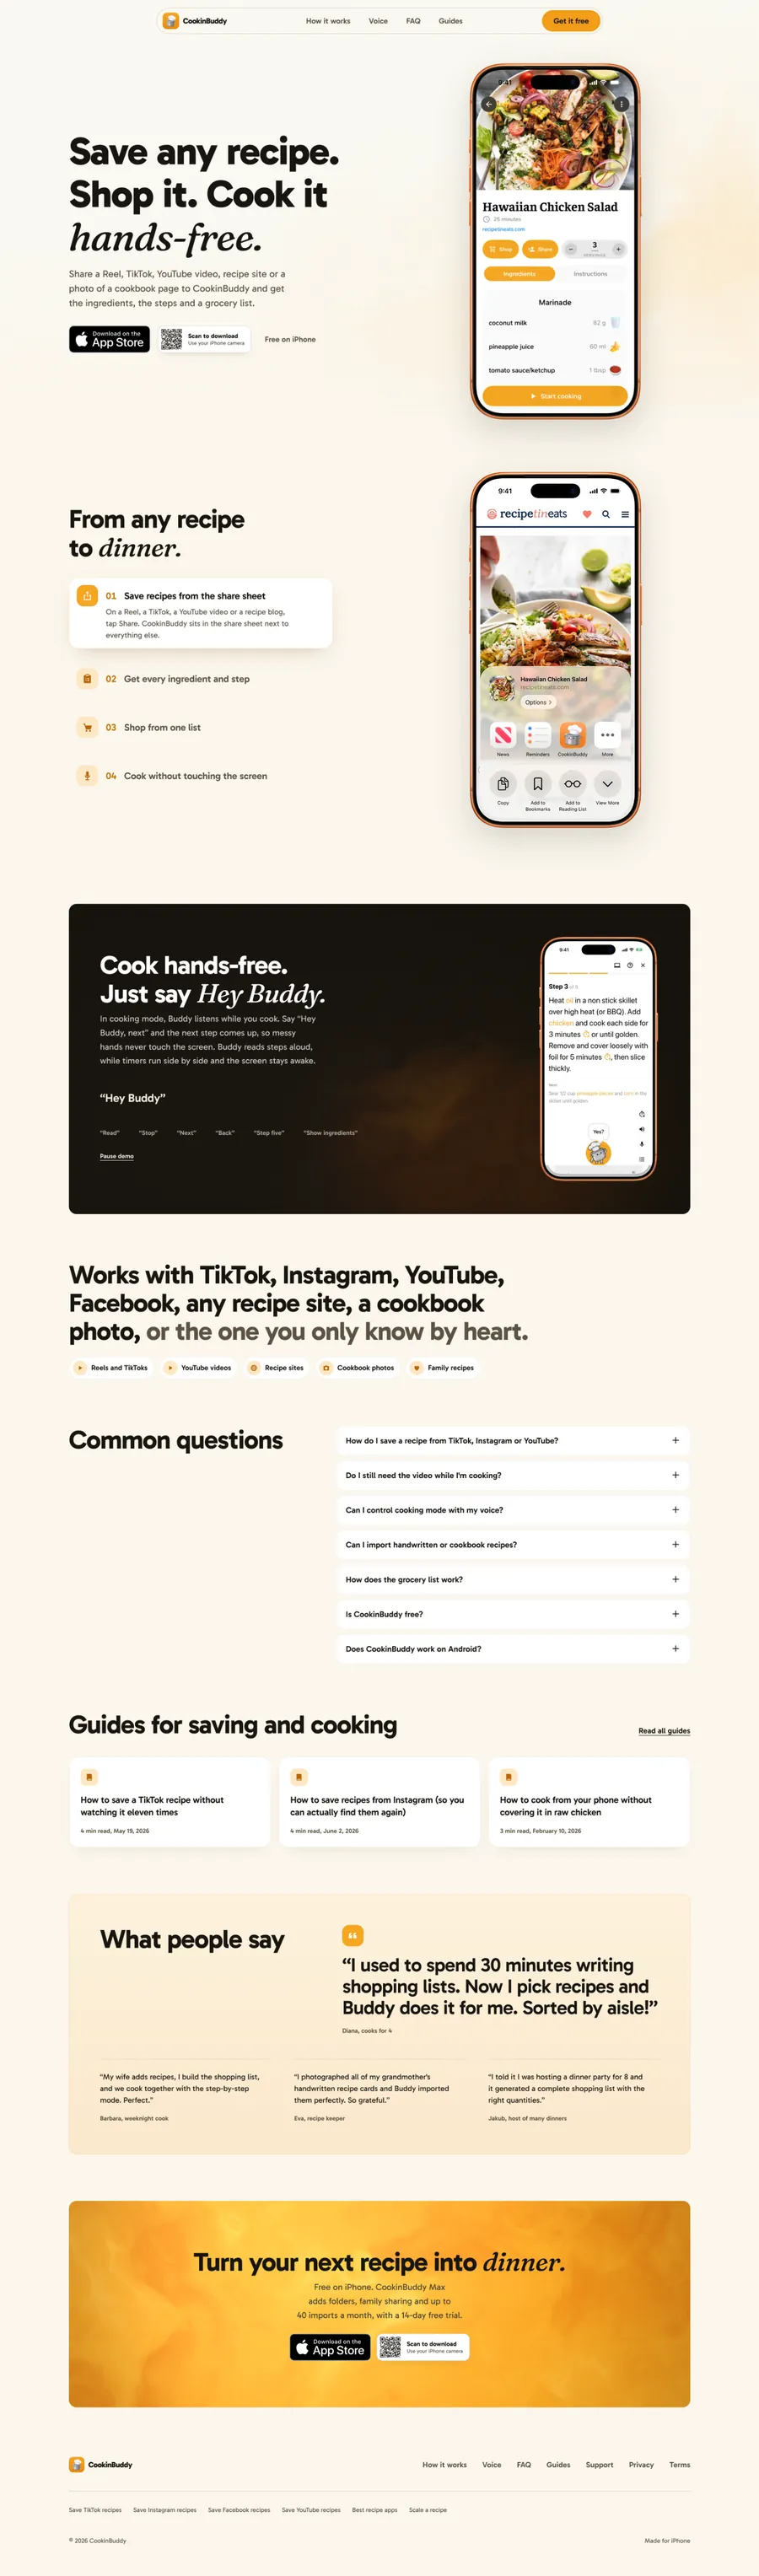 CookinBuddy
How it works
Voice
FAQ
Guides
Get it free
Save any recipe.
Shop it. Cook it
hands-free.
Share a Reel, TikTok, YouTube video, recipe site or a
photo of a cookbook page to CookinBuddy and get
the ingredients, the steps and a grocery list.
Download on the
App Store
Scan to download
Use your iPhone camera
Free on iPhone
9:41
Hawaiian Chicken Salad
25 minutes
recipetineats.com
Shop
Share
3
SERVINGS
Ingredients
Instructions
Marinade
coconut milk
82 g
pineapple juice
60 ml
tomato sauce/ketchup
1 tbsp
Start cooking
From any recipe
to dinner.
01 Save recipes from the share sheet
On a Reel, a TikTok, a YouTube video or a recipe blog,
tap Share. CookinBuddy sits in the share sheet next to
everything else.
02 Get every ingredient and step
03 Shop from one list
04 Cook without touching the screen
9:41
recipetineats
Hawaiian Chicken Salad
recipetineats.com
Options
News
Reminders
CookinBuddy
More
Copy
Add to
Bookmarks
Add to
Reading List
View More
Cook hands-free.
Just say Hey Buddy.
In cooking mode, Buddy listens while you cook. Say “Hey
Buddy, next” and the next step comes up, so messy
hands never touch the screen. Buddy reads steps aloud,
while timers run side by side and the screen stays awake.
“Hey Buddy”
“Read”
“Stop”
“Next”
“Back”
“Step five”
“Show ingredients”
Pause demo
9:41
Step 3 of 5
Heat oil in a non stick skillet
over high heat (or BBQ). Add
chicken and cook each side for
3 minutes or until golden.
Remove and cover loosely with
foil for 5 minutes , then slice
thickly.
Next
Sear 1/2 cup pineapple pieces and corn in the
skillet until golden.
Yes?
Works with TikTok, Instagram, YouTube,
Facebook, any recipe site, a cookbook
photo, or the one you only know by heart.
Reels and TikToks
YouTube videos
Recipe sites
Cookbook photos
Family recipes
Common questions
How do I save a recipe from TikTok, Instagram or YouTube?
Do I still need the video while I'm cooking?
Can I control cooking mode with my voice?
Can I import handwritten or cookbook recipes?
How does the grocery list work?
Is CookinBuddy free?
Does CookinBuddy work on Android?
Guides for saving and cooking
Read all guides
How to save a TikTok recipe without
watching it eleven times
4 min read, May 19, 2026
How to save recipes from Instagram (so you
can actually find them again)
4 min read, June 2, 2026
How to cook from your phone without
covering it in raw chicken
3 min read, February 10, 2026
What people say
“I used to spend 30 minutes writing
shopping lists. Now I pick recipes and
Buddy does it for me. Sorted by aisle!”
Diana, cooks for 4
“My wife adds recipes, I build the shopping list,
and we cook together with the step-by-step
mode. Perfect.”
Barbara, weeknight cook
“I photographed all of my grandmother's
handwritten recipe cards and Buddy imported
them perfectly. So grateful.”
Eva, recipe keeper
“I told it I was hosting a dinner party for 8 and
it generated a complete shopping list with the
right quantities.”
Jakub, host of many dinners
Turn your next recipe into dinner.
Free on iPhone. CookinBuddy Max
adds folders, family sharing and up to
40 imports a month, with a 14-day free trial.
Download on the
App Store
Scan to download
Use your iPhone camera
CookinBuddy
How it works
Voice
FAQ
Guides
Support
Privacy
Terms
Save TikTok recipes
Save Instagram recipes
Save Facebook recipes
Save YouTube recipes
Best recipe apps
Scale a recipe
© 2026 CookinBuddy
Made for iPhone